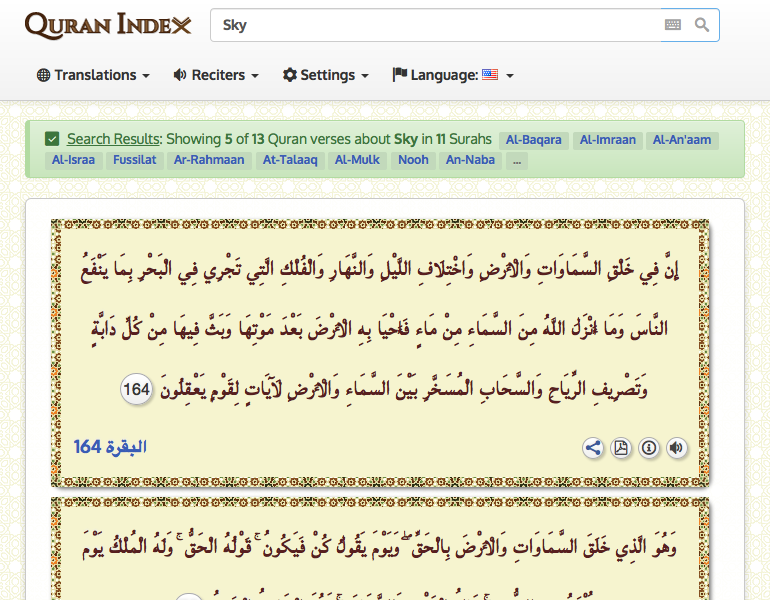 QURAN INDEX
Sky
Translations
Reciters
Settings
Language:
Search Results: Showing 5 of 13 Quran verses about Sky in 11 Surahs Al-Baqara Al-Imraan Al-An'aam
Al-Israa Fussilat Ar-Rahmaan At-Talaaq Al-Mulk Nooh An-Naba ...
إِنَّ فِي خَلْقِ السَّمَاوَاتِ وَالْأَرْضِ وَاخْتِلَافِ اللَّيْلِ وَالنَّهَارِ وَالْفُلْكِ الَّتِي تَجْرِي فِي الْبَحْرِ بِمَا يَنْفَعُ
النَّاسَ وَمَا أَنْزَلَ اللَّهُ مِنَ السَّمَاءِ مِنْ مَاءٍ فَأَحْيَا بِهِ الْأَرْضَ بَعْدَ مَوْتِهَا وَبَثَّ فِيهَا مِنْ كُلِّ دَابَّةٍ
وَتَصْرِيفِ الرِّيَاحِ وَالسَّحَابِ الْمُسَخَّرِ بَيْنَ السَّمَاءِ وَالْأَرْضِ لَآيَاتٍ لِقَوْمٍ يَعْقِلُونَ 164
البقرة 164
وَهُوَ الَّذِي خَلَقَ السَّمَاوَاتِ وَالْأَرْضَ بِالْحَقِّ ۖ وَيَوْمَ يَقُولُ كُنْ فَيَكُونُ ۚ قَوْلُهُ الْحَقُّ ۚ وَلَهُ الْمُلْكُ يَوْمَ